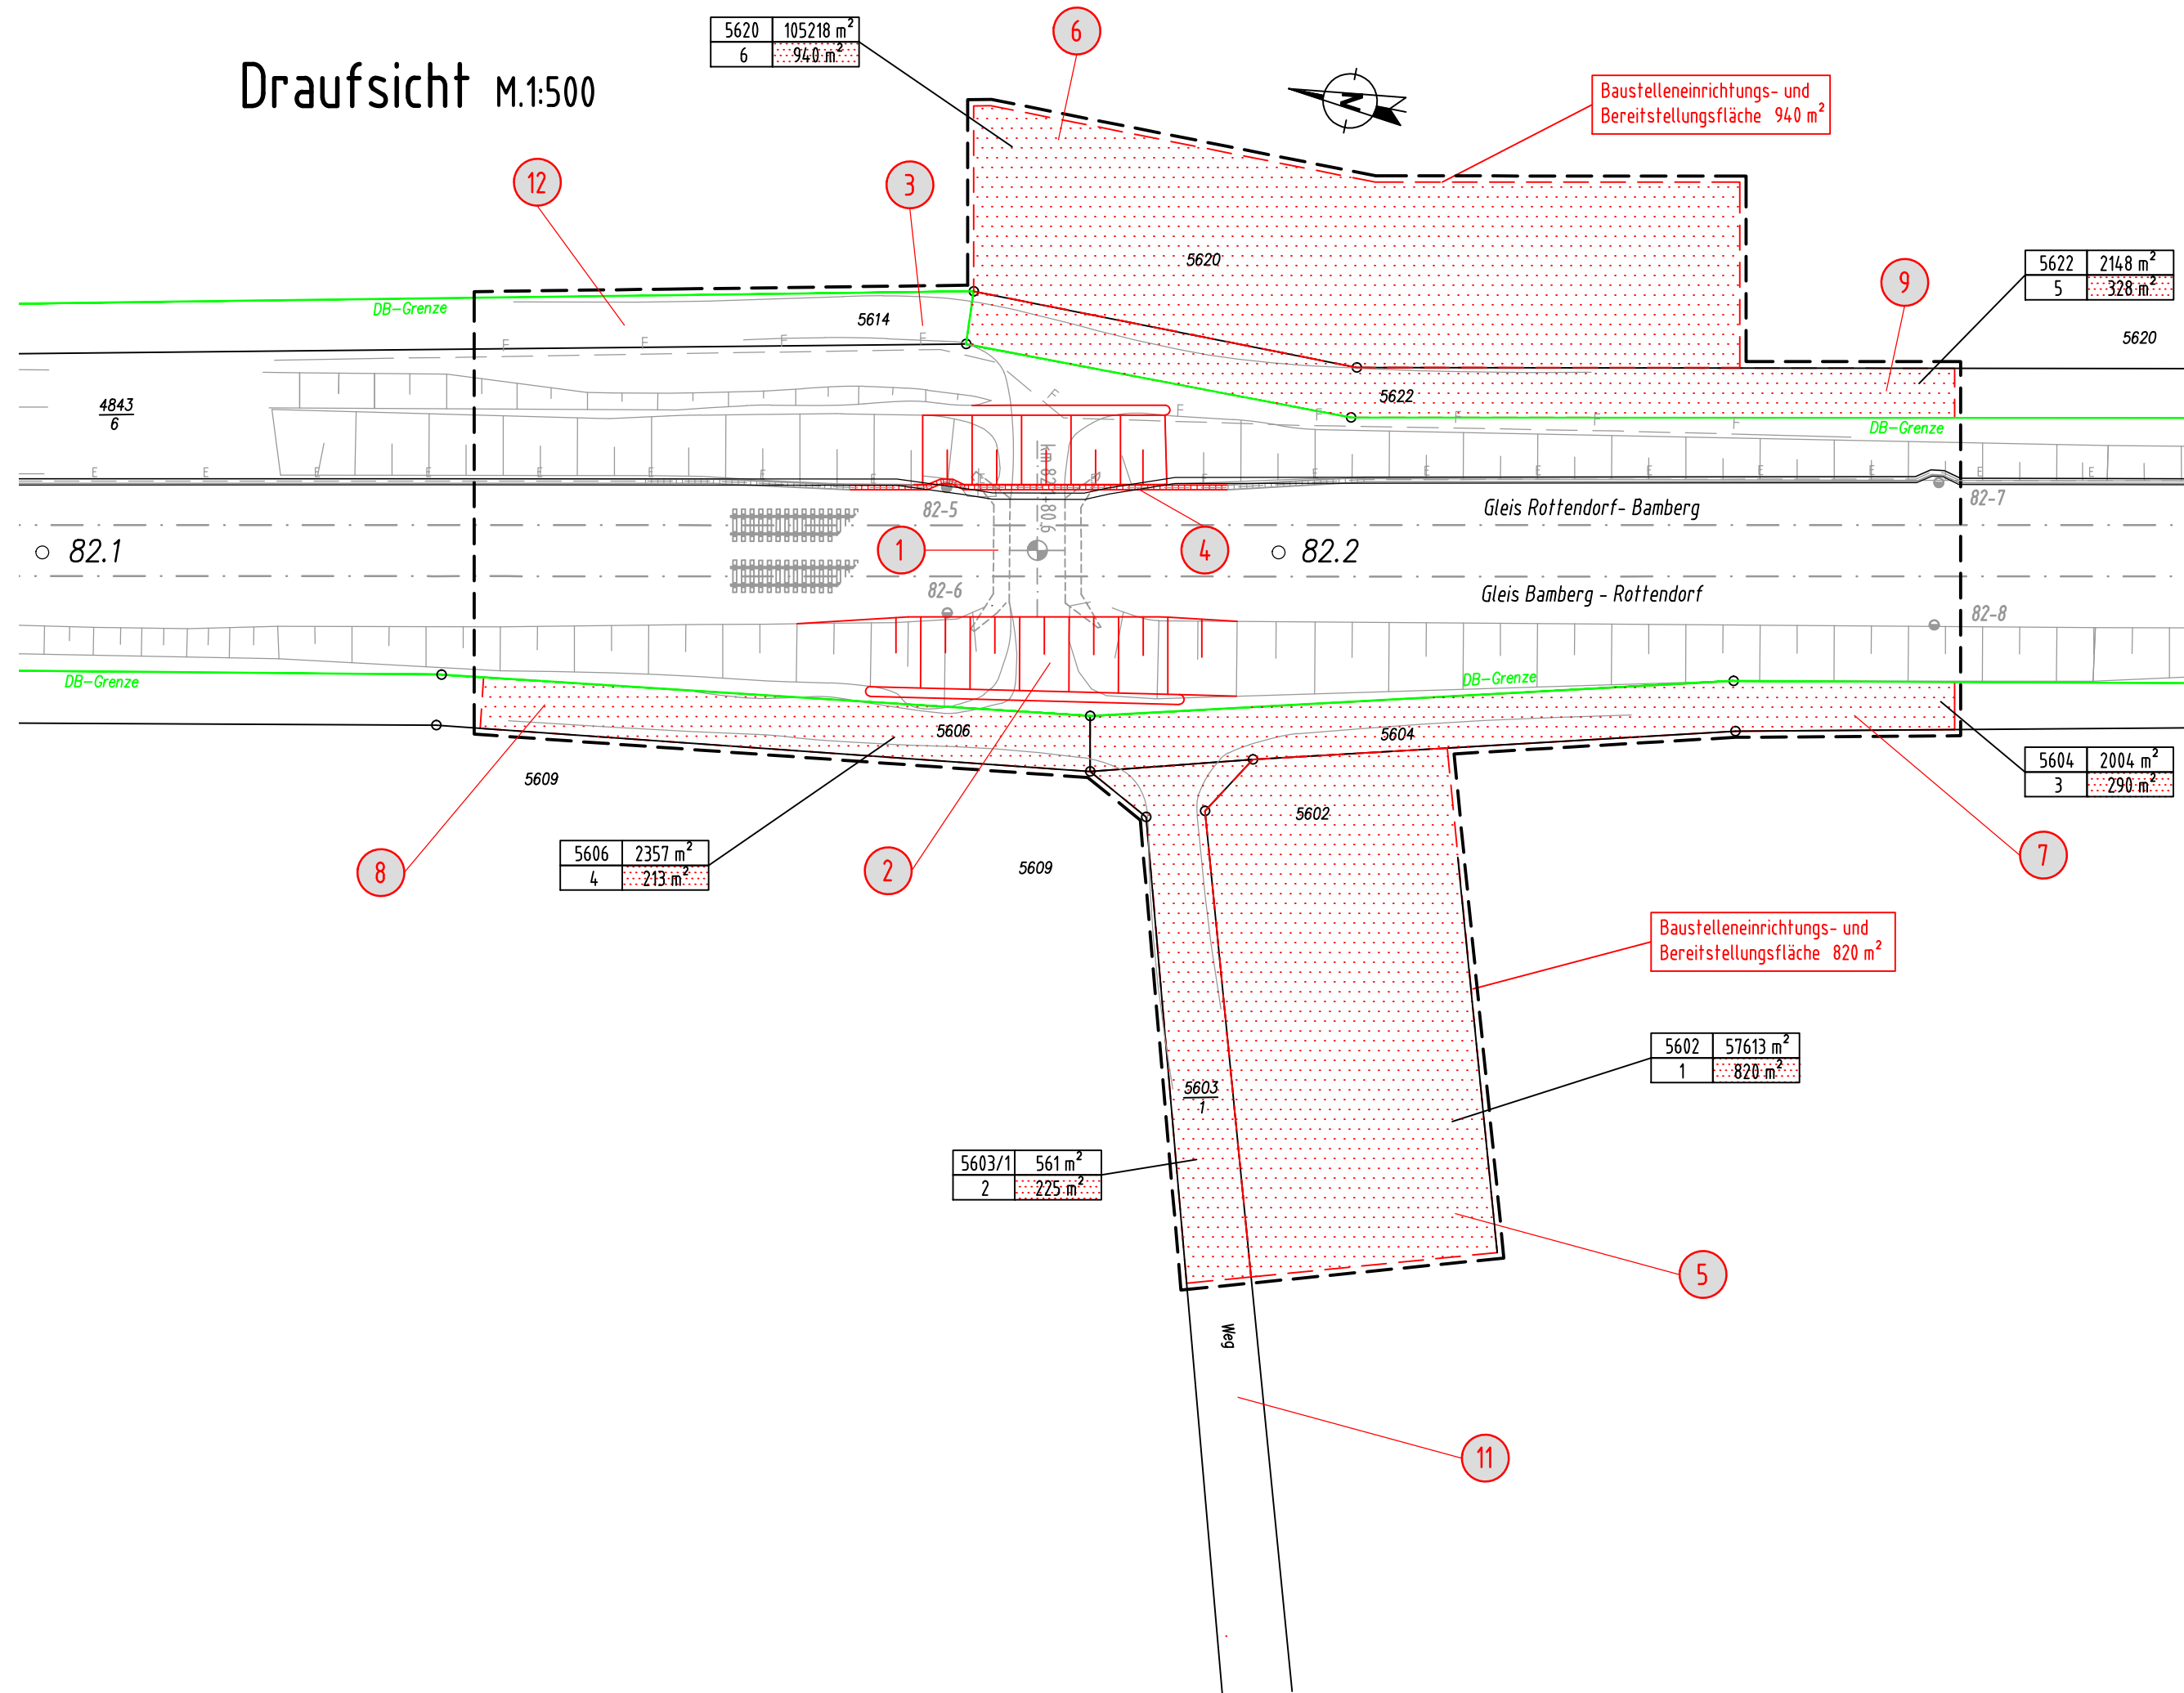 Draufsicht M.1:500
5620 105218 m²
6 940 m²
6
N
Baustelleneinrichtungs- und
Bereitstellungsfläche 940 m²
12
3
5620
9
5622 2148 m²
5 328 m²
DB-Grenze
5614
5620
F F F F
4843
6
5622
F F F F F F
DB-Grenze
E E E E E E E E E E E E E E E E E E
km 82,1+80.6
82-5
Gleis Rottendorf- Bamberg
82-7
82.1
1
4
82.2
82-6
Gleis Bamberg - Rottendorf
82-8
DB-Grenze
DB-Grenze
5606
5604
5609
5604 2004 m²
3 290 m²
5602
5606 2357 m²
4 213 m²
8
2
5609
7
Baustelleneinrichtungs- und
Bereitstellungsfläche 820 m²
5602 57613 m²
1 820 m²
5603
1
5603/1 561 m²
2 225 m²
5
Weg
11